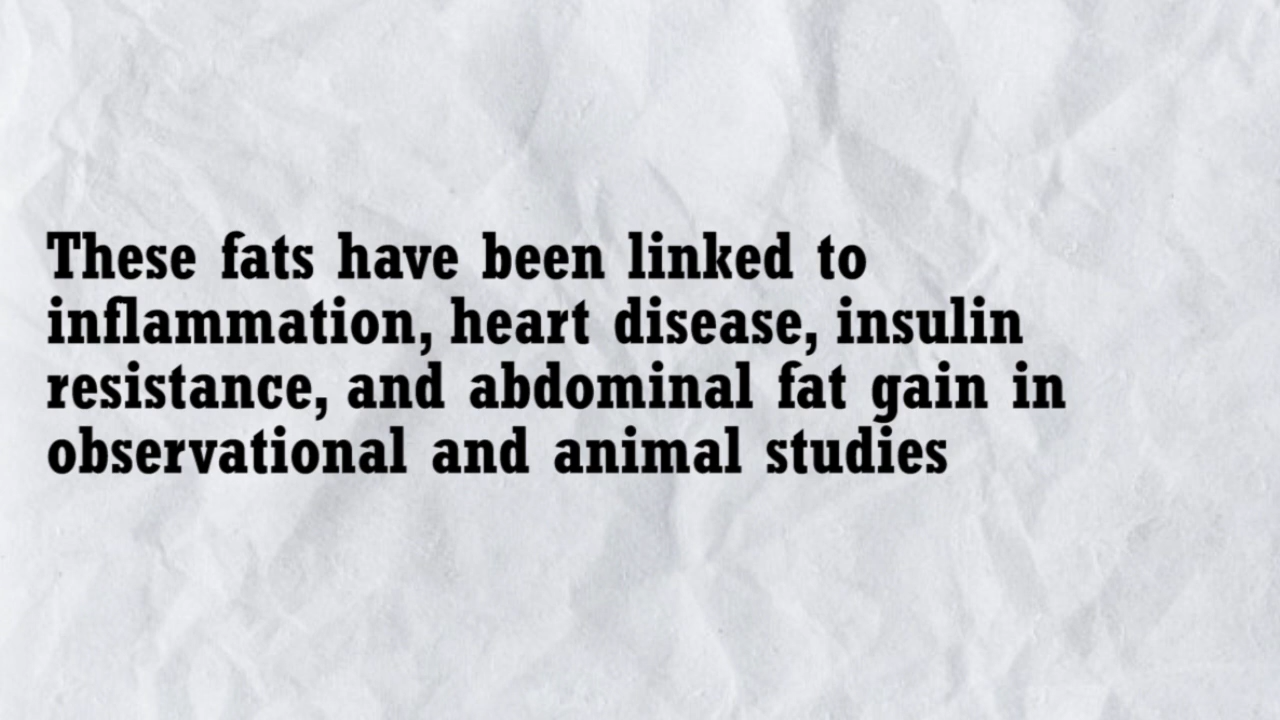 These fats have been linked to
inflammation, heart disease, insulin
resistance, and abdominal fat gain in
observational and animal studies